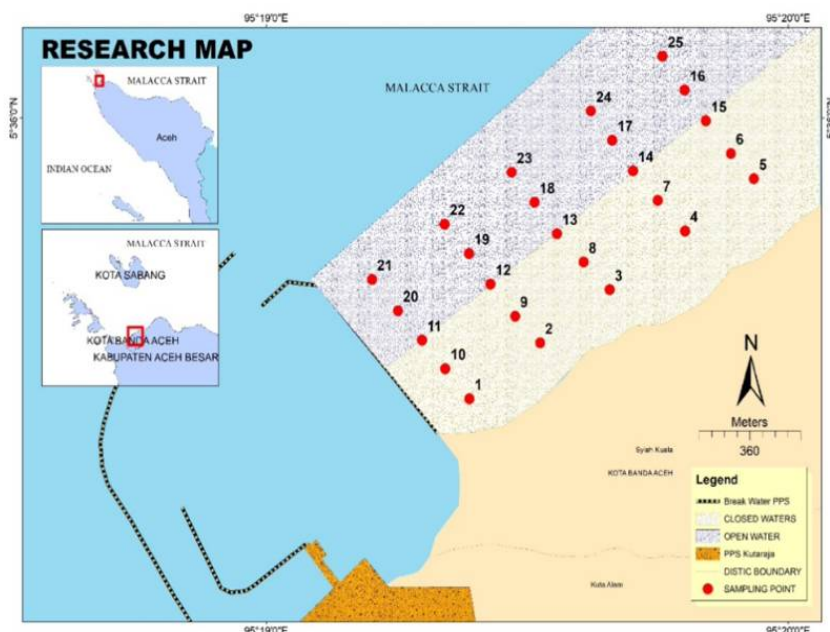 95°19'0"E
95°20'0"E
RESEARCH MAP
MALACCA STRAIT
Aceh
INDIAN OCEAN
MALACCA STRAIT
KOTA SABANG
KOTA BANDA ACEH
KABUPATEN ACEH BESAR
5°36'0"N
5°36'0"N
MALACCA STRAIT
25
16
24
15
17
6
14
5
23
7
18
4
22
13
19
8
21
12
3
20
9
11
2
10
1
N
Meters
360
Syiah Kuala
KOTA BANDA ACEH
Kuta Alam
Legend
Break Water PPS
CLOSED WATERS
OPEN WATER
PPS Kutaraja
DISTIC BOUNDARY
SAMPLING POINT
95°19'0"E
95°20'0"E